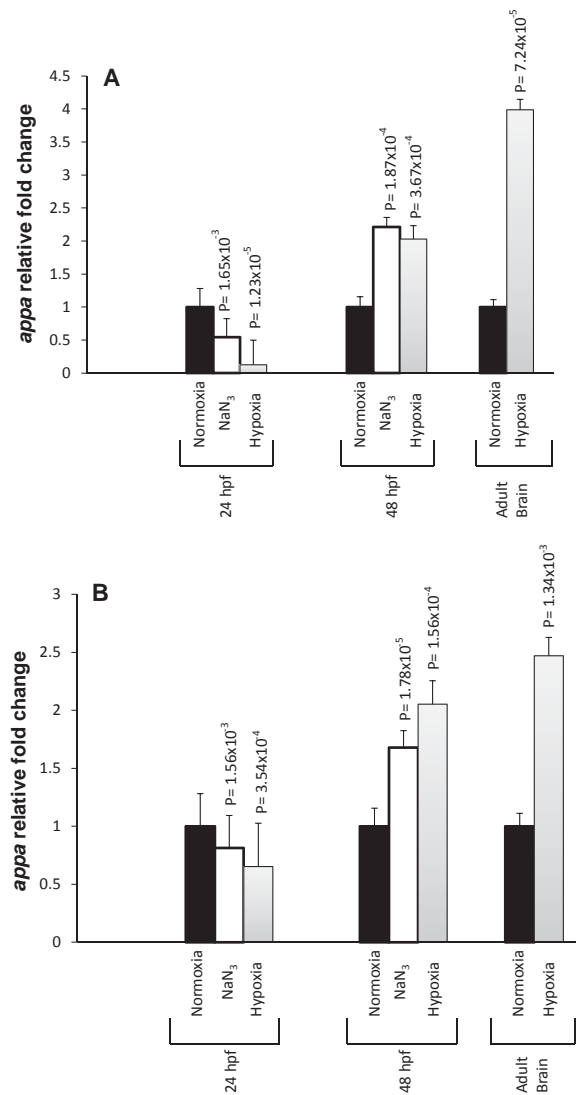 A
appa relative fold change
4.5
4
3.5
3
2.5
2
1.5
1
0.5
0
P= 1.65x10-3
P= 1.23x10-5
P= 1.87x10-4
P= 3.67x10-4
P= 7.24x10-5
Normoxia
NaN3
Hypoxia
Normoxia
NaN3
Hypoxia
Normoxia
Hypoxia
24 hpf
48 hpf
Adult
Brain
B
appa relative fold change
3
2.5
2
1.5
1
0.5
0
P= 1.56x10-3
P= 3.54x10-4
P= 1.78x10-5
P= 1.56x10-4
P= 1.34x10-3
Normoxia
NaN3
Hypoxia
Normoxia
NaN3
Hypoxia
Normoxia
Hypoxia
24 hpf
48 hpf
Adult
Brain